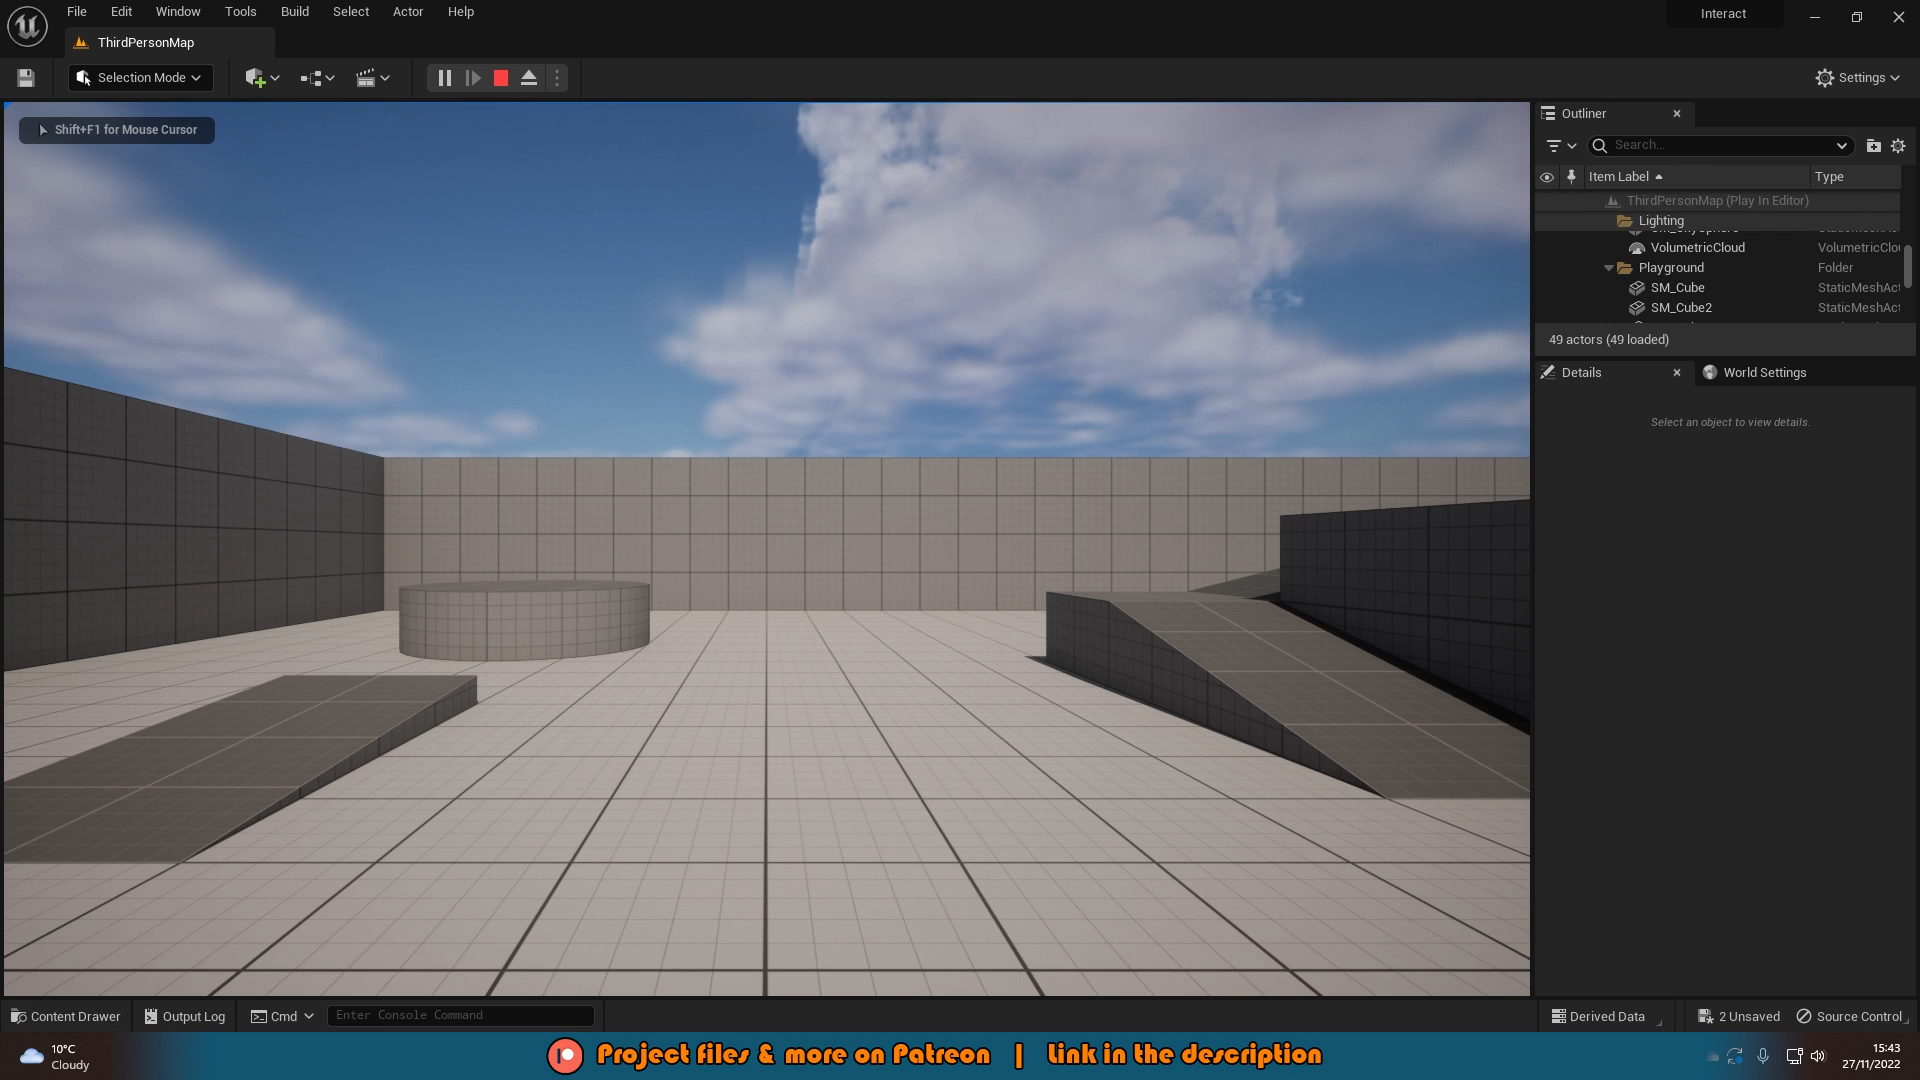 File Edit Window Tools Build Select Actor Help
Interact
ThirdPersonMap
Selection Mode
Settings
Shift+F1 for Mouse Cursor
Outliner
Search...
Item Label
Type
ThirdPersonMap (Play In Editor)
Lighting
VolumetricCloud VolumetricClo
Playground Folder
SM_Cube StaticMeshAct
SM_Cube2 StaticMeshAct
49 actors (49 loaded)
Details
World Settings
Select an object to view details.
Content Drawer
Output Log
Cmd
Enter Console Command
Derived Data
2 Unsaved
Source Control
10°C
Cloudy
Project files & more on Patreon | Link in the description
15:43
27/11/2022